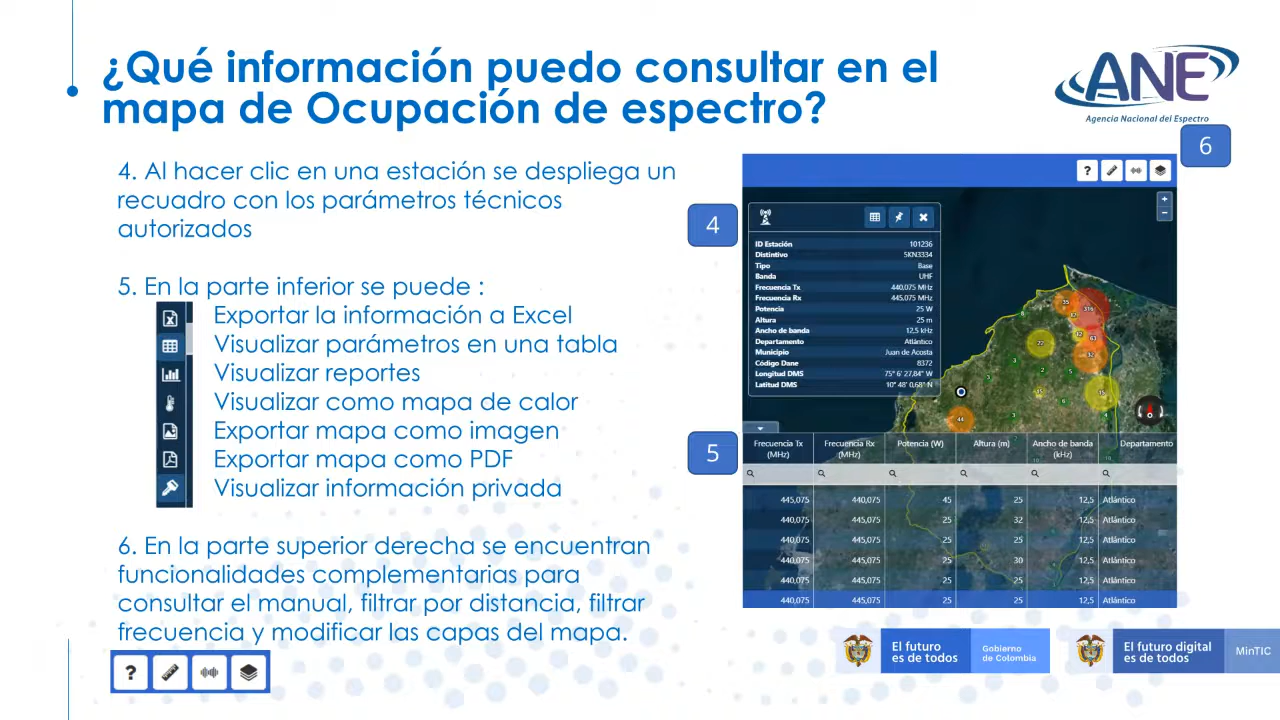 ¿Qué información puedo consultar en el
mapa de Ocupación de espectro?
ANE
Agencia Nacional del Espectro
4. Al hacer clic en una estación se despliega un
recuadro con los parámetros técnicos
autorizados
5. En la parte inferior se puede :
Exportar la información a Excel
Visualizar parámetros en una tabla
Visualizar reportes
Visualizar como mapa de calor
Exportar mapa como imagen
Exportar mapa como PDF
Visualizar información privada
6. En la parte superior derecha se encuentran
funcionalidades complementarias para
consultar el manual, filtrar por distancia, filtrar
frecuencia y modificar las capas del mapa.
?
6
4
5
?
+
-
ID Estación 101236
Distintivo 5KN3334
Tipo Base
Banda UHF
Frecuencia Tx 440,075 MHz
Frecuencia Rx 445,075 MHz
Potencia 25 W
Altura 25 m
Ancho de banda 12,5 kHz
Departamento Atlántico
Municipio Juan de Acosta
Código Dane 8372
Longitud DMS 75° 6' 27,84" W
Latitud DMS 10° 48' 0,68" N
Frecuencia Tx (MHz) Frecuencia Rx (MHz) Potencia (W) Altura (m) Ancho de banda (kHz) Departamento
445,075 440,075 45 25 12,5 Atlántico
440,075 445,075 25 32 12,5 Atlántico
440,075 445,075 25 25 12,5 Atlántico
440,075 445,075 25 30 12,5 Atlántico
440,075 445,075 25 25 12,5 Atlántico
440,075 445,075 25 25 12,5 Atlántico
El futuro
es de todos
Gobierno
de Colombia
El futuro digital
es de todos
MinTIC